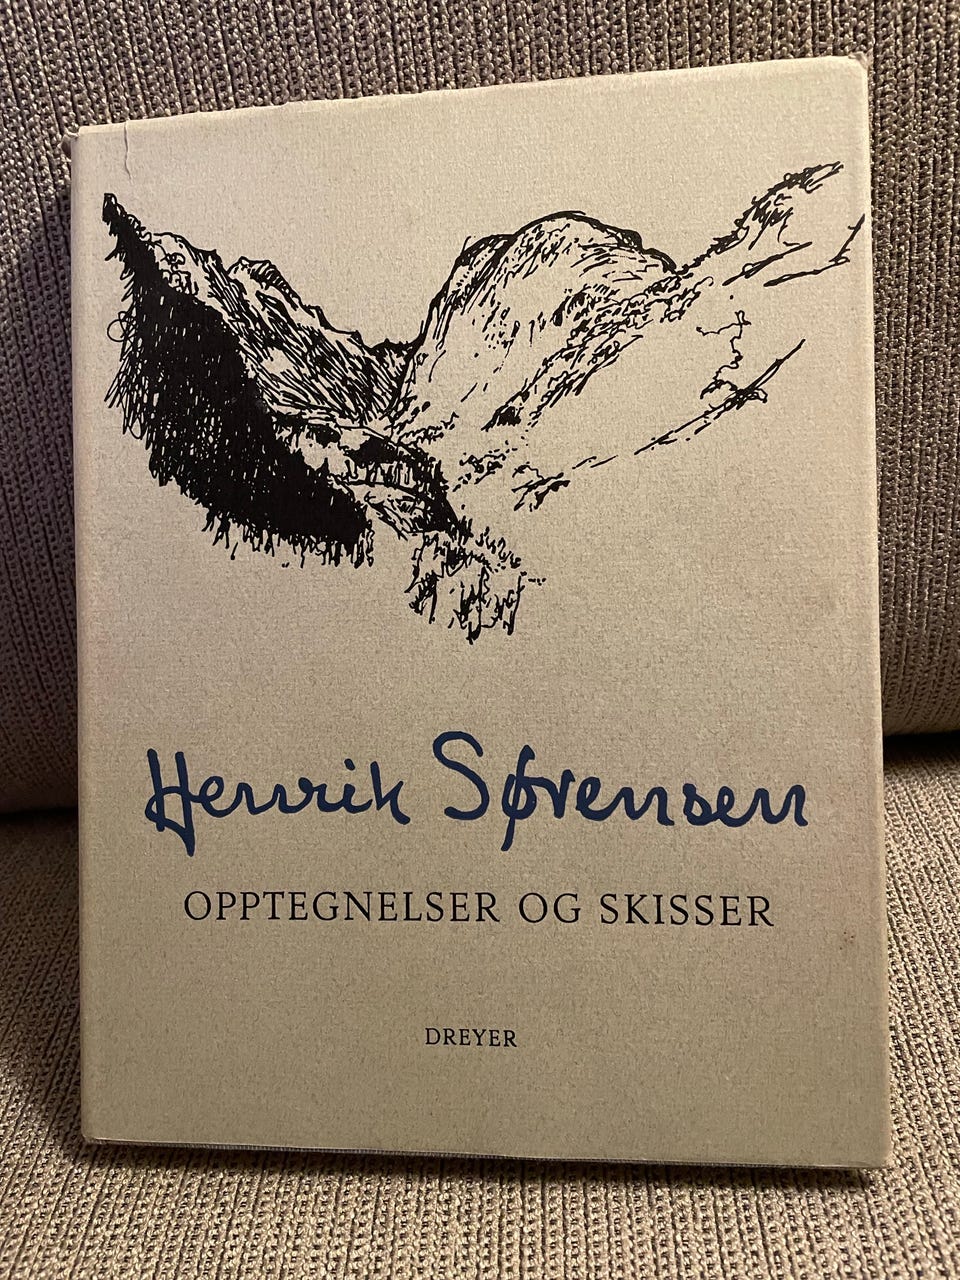 Henrik Sørensen
OPPTEGNELSER OG SKISSER
DREYER